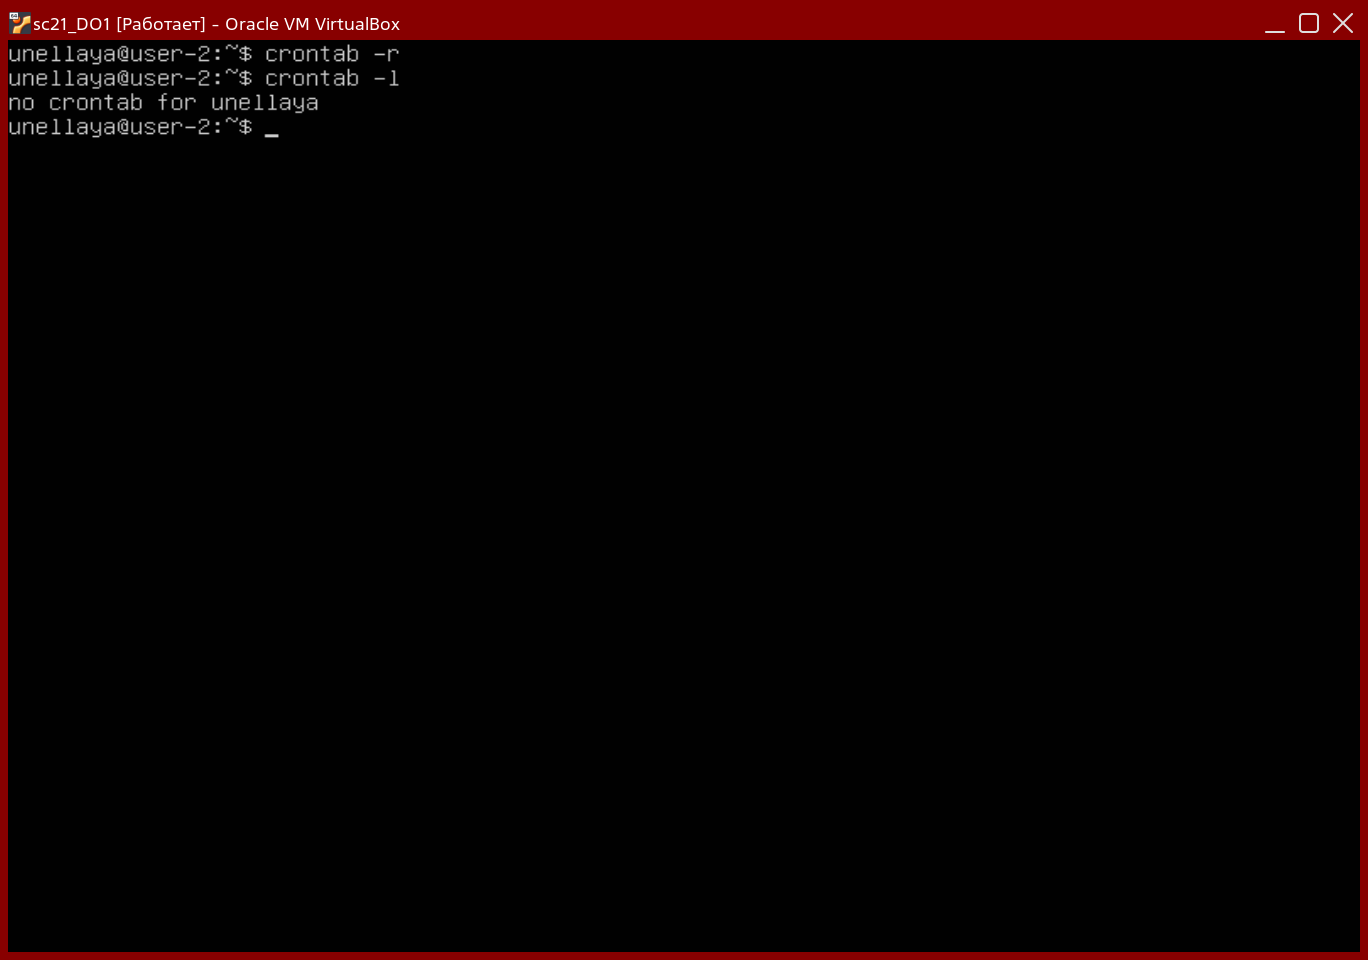 sc21_DO1 [Работает] - Oracle VM VirtualBox
unellaya@user-2:~$ crontab -r
unellaya@user-2:~$ crontab -l
no crontab for unellaya
unellaya@user-2:~$ _